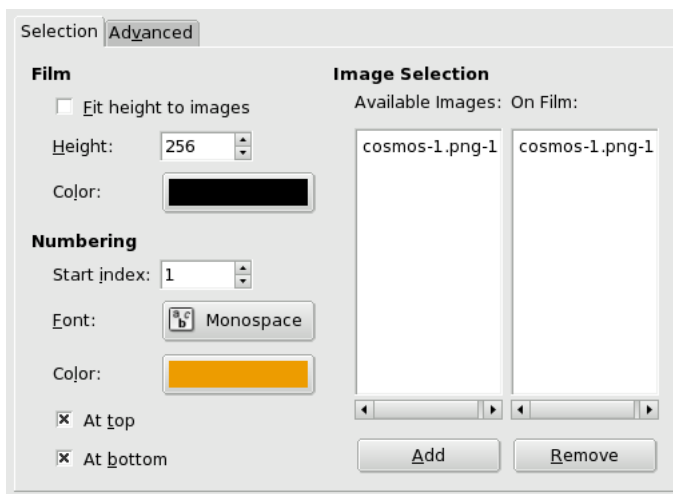 Selection Advanced
Film
Fit height to images
Height: 256
Color:
Numbering
Start index: 1
Font: Monospace
Color:
At top
At bottom
Image Selection
Available Images: On Film:
cosmos-1.png-1 cosmos-1.png-1
Add Remove